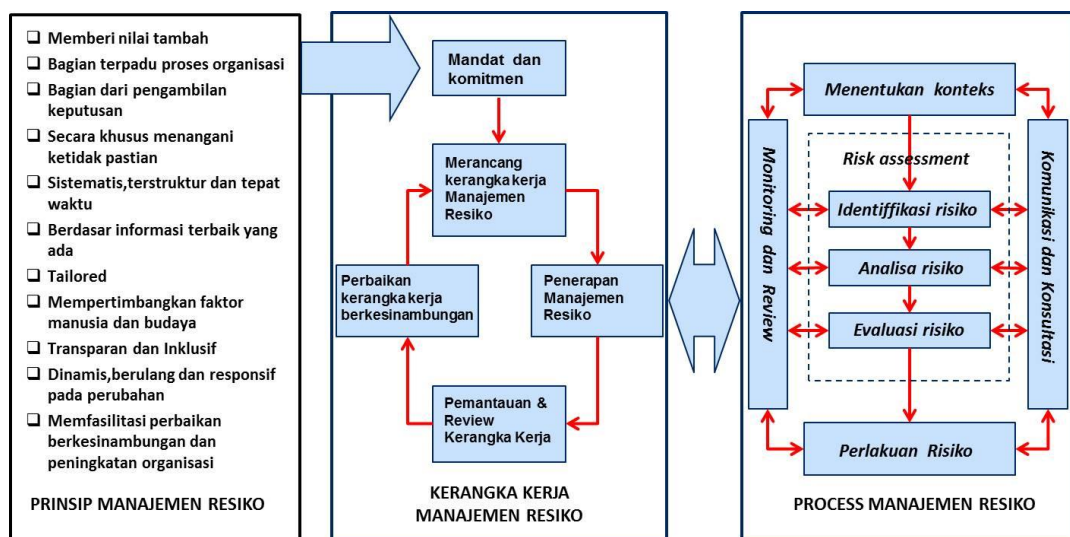 Memberi nilai tambah
Bagian terpadu proses organisasi
Bagian dari pengambilan
keputusan
Secara khusus menangani
ketidak pastian
Sistematis,terstruktur dan tepat
waktu
Berdasar informasi terbaik yang
ada
Tailored
Mempertimbangkan faktor
manusia dan budaya
Transparan dan Inklusif
Dinamis,berulang dan responsif
pada perubahan
Memfasilitasi perbaikan
berkesinambungan dan
peningkatan organisasi
PRINSIP MANAJEMEN RESIKO
Mandat dan
komitmen
Merancang
kerangka kerja
Manajemen
Resiko
Perbaikan
kerangka kerja
berkesinambungan
Penerapan
Manajemen
Resiko
Pemantauan &
Review
Kerangka Kerja
KERANGKA KERJA
MANAJEMEN RESIKO
Menentukan konteks
Monitoring dan Review
Risk assessment
Identiffikasi risiko
Analisa risiko
Evaluasi risiko
Komunikasi dan Konsultasi
Perlakuan Risiko
PROCESS MANAJEMEN RISIKO